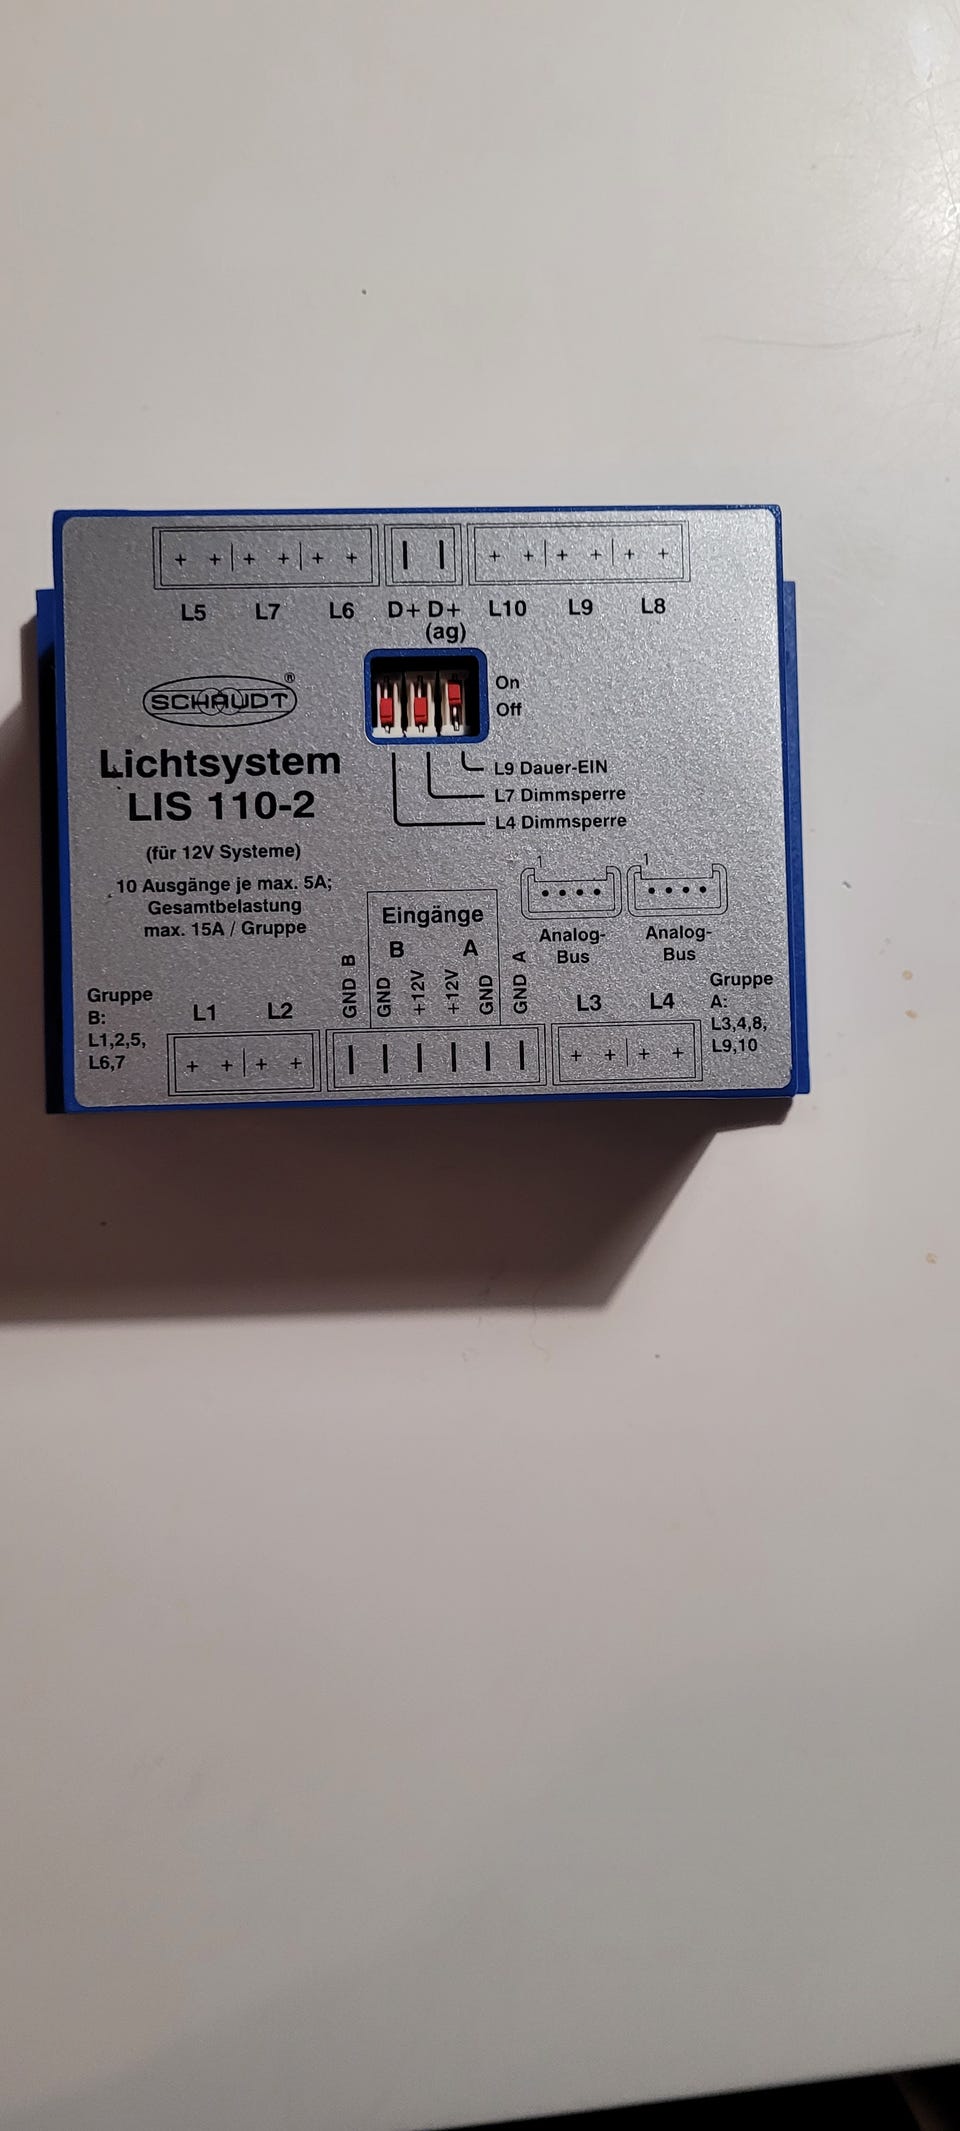 + + | + + | + +
+ + | + + | + +
L5 L7 L6 D+ D+ L10 L9 L8
(ag)
SCHAUDT®
On
Off
Lichtsystem
LIS 110-2
L9 Dauer-EIN
L7 Dimmsperre
L4 Dimmsperre
(für 12V Systeme)
10 Ausgänge je max. 5A;
Gesamtbelastung
max. 15A / Gruppe
Eingänge
B A
1 1
Analog-
Bus
Analog-
Bus
GND B
GND
+12V
+12V
GND
GND A
Gruppe
B:
L1,2,5,
L6,7
L1 L2
L3 L4
Gruppe
A:
L3,4,8,
L9,10
+ + | + +
+ + | + +